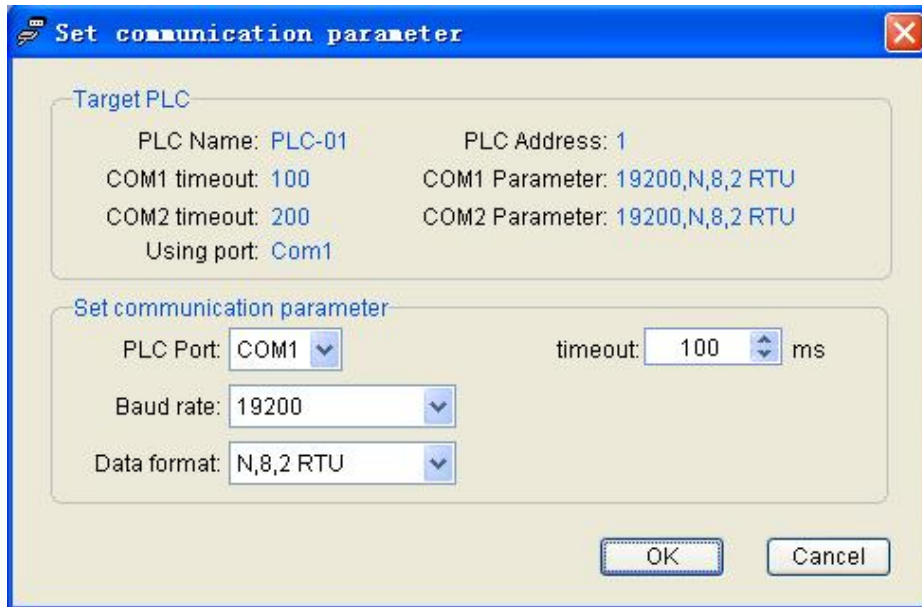 Set communication parameter
Target PLC
PLC Name: PLC-01 PLC Address: 1
COM1 timeout: 100 COM1 Parameter: 19200,N,8,2 RTU
COM2 timeout: 200 COM2 Parameter: 19200,N,8,2 RTU
Using port: Com1
Set communication parameter
PLC Port: COM1 timeout: 100 ms
Baud rate: 19200
Data format: N,8,2 RTU
OK Cancel